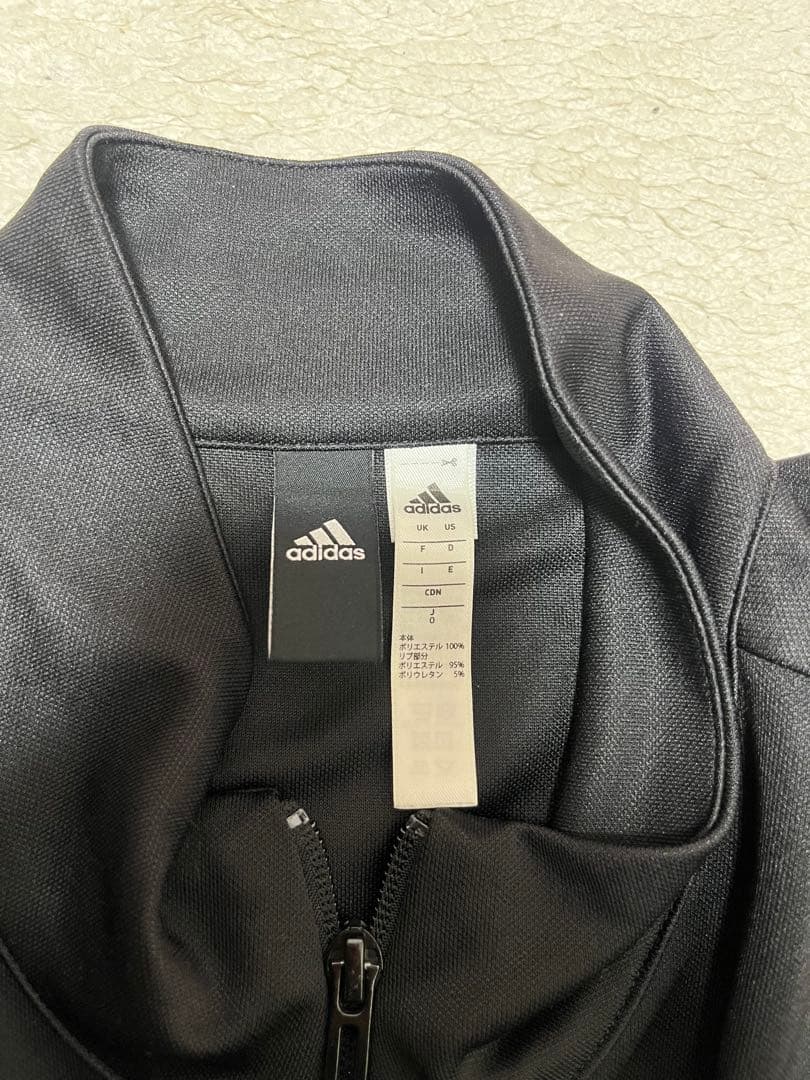 adidas
adidas
UK US
F D
I E
CDN
J
O
本体
ポリエステル 100%
リブ部分
ポリエステル 95%
ポリウレタン 5%